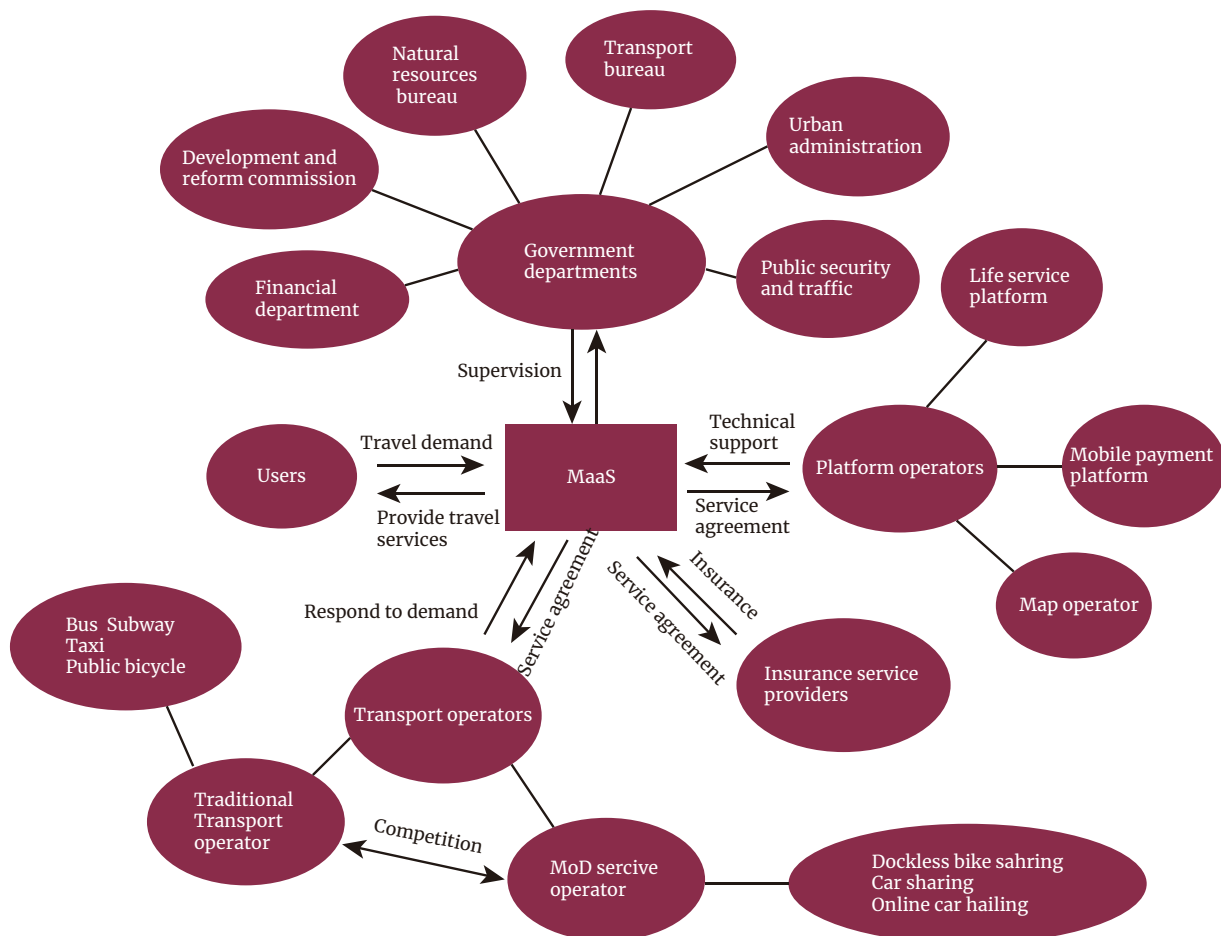 Natural
resources
bureau
Transport
bureau
Urban
administration
Development and
reform commission
Government
departments
Public security
and traffic
Financial
department
Life service
platform
Supervision
Travel demand
Technical
support
Users
MaaS
Platform operators
Mobile payment
platform
Provide travel
services
Service
agreement
Respond to demand
Service agreement
Service agreement
Insurance
Map operator
Bus Subway
Taxi
Public bicycle
Insurance service
providers
Transport operators
Traditional
Transport
operator
Competition
MoD sercive
operator
Dockless bike sahring
Car sharing
Online car hailing